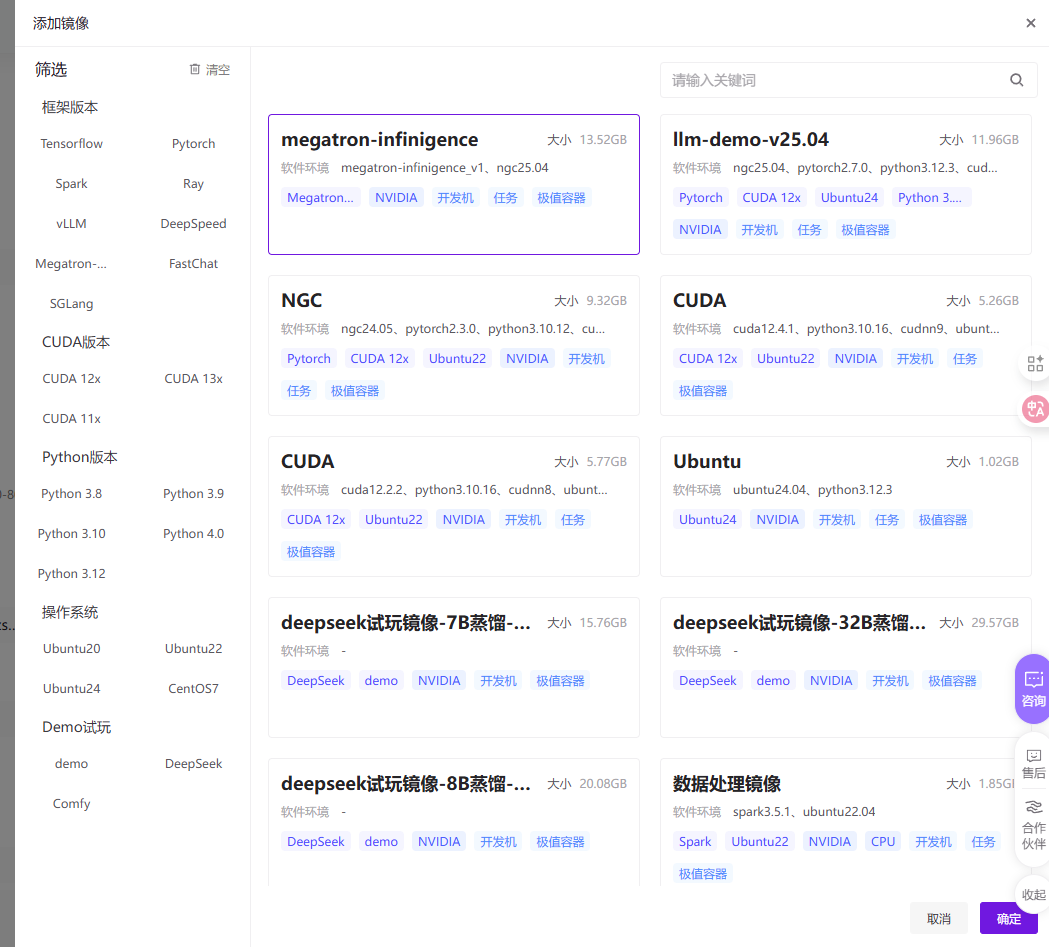 添加镜像
筛选
清空
框架版本
Tensorflow
Pytorch
Spark
Ray
vLLM
DeepSpeed
Megatron-...
FastChat
SGLang
CUDA版本
CUDA 12x
CUDA 13x
CUDA 11x
Python版本
Python 3.8
Python 3.9
Python 3.10
Python 4.0
Python 3.12
操作系统
Ubuntu20
Ubuntu22
Ubuntu24
CentOS7
Demo试玩
demo
DeepSeek
Comfy
请输入关键词
megatron-infinigence 大小 13.52GB
软件环境 megatron-infinigence_v1、ngc25.04
Megatron... NVIDIA 开发机 任务 极值容器
llm-demo-v25.04 大小 11.96GB
软件环境 ngc25.04、pytorch2.7.0、python3.12.3、cud...
Pytorch CUDA 12x Ubuntu24 Python 3....
NVIDIA 开发机 任务 极值容器
NGC 大小 9.32GB
软件环境 ngc24.05、pytorch2.3.0、python3.10.12、cu...
Pytorch CUDA 12x Ubuntu22 NVIDIA 开发机
任务 极值容器
CUDA 大小 5.26GB
软件环境 cuda12.4.1、python3.10.16、cudnn9、ubunt...
CUDA 12x Ubuntu22 NVIDIA 开发机 任务
极值容器
CUDA 大小 5.77GB
软件环境 cuda12.2.2、python3.10.16、cudnn8、ubunt...
CUDA 12x Ubuntu22 NVIDIA 开发机 任务
极值容器
Ubuntu 大小 1.02GB
软件环境 ubuntu24.04、python3.12.3
Ubuntu24 NVIDIA 开发机 任务 极值容器
deepseek试玩镜像-7B蒸馏-... 大小 15.76GB
软件环境 -
DeepSeek demo NVIDIA 开发机 极值容器
deepseek试玩镜像-32B蒸馏... 大小 29.57GB
软件环境 -
DeepSeek demo NVIDIA 开发机 极值容器
deepseek试玩镜像-8B蒸馏-... 大小 20.08GB
软件环境 -
DeepSeek demo NVIDIA 开发机 极值容器
数据处理镜像 大小 1.85G
软件环境 spark3.5.1、ubuntu22.04
Spark Ubuntu22 NVIDIA CPU 开发机 任务
极值容器
咨询
售后
合作
伙伴
收起
取消
确定